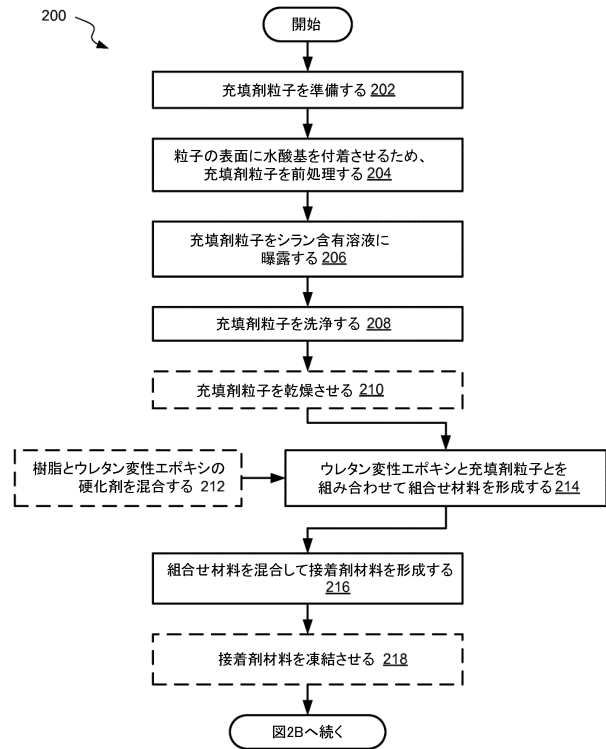 200
開始
充填剤粒子を準備する 202
粒子の表面に水酸基を付着させるため、
充填剤粒子を前処理する 204
充填剤粒子をシラン含有溶液に
曝露する 206
充填剤粒子を洗浄する 208
充填剤粒子を乾燥させる 210
樹脂とウレタン変性エポキシの
硬化剤を混合する 212
ウレタン変性エポキシと充填剤粒子とを
組み合わせて組合せ材料を形成する 214
組合せ材料を混合して接着剤材料を形成する
216
接着剤材料を凍結させる 218
図2Bへ続く